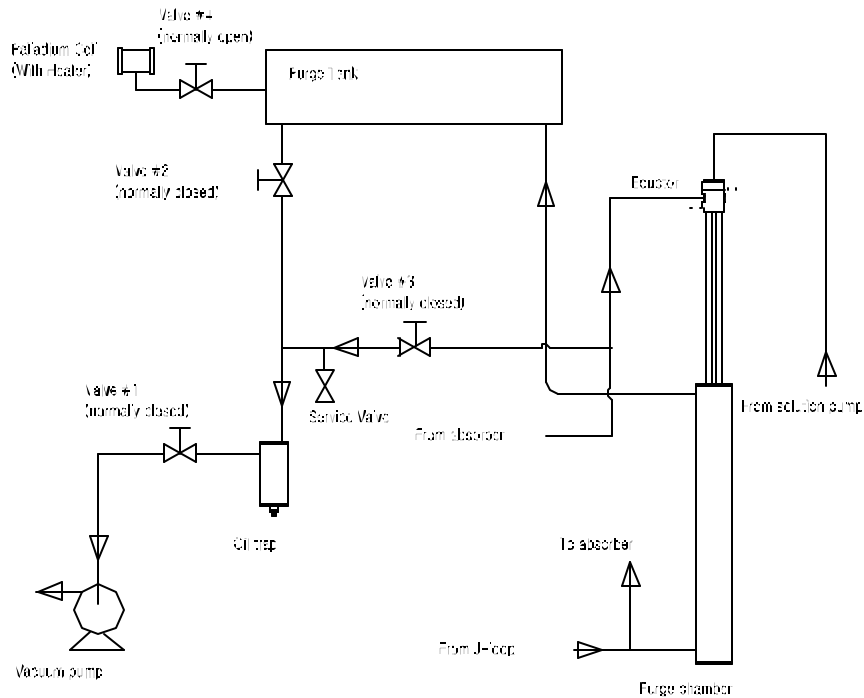 Valve #4
(normally open)
Palladium Cell
(With Heater)
Purge Tank
Valve #2
(normally closed)
Eductor
Valve #3
(normally closed)
Valve #1
(normally closed)
Service Valve
From absorber
From solution pump
Oil trap
To absorber
From J-loop
Vacuum pump
Purge chamber